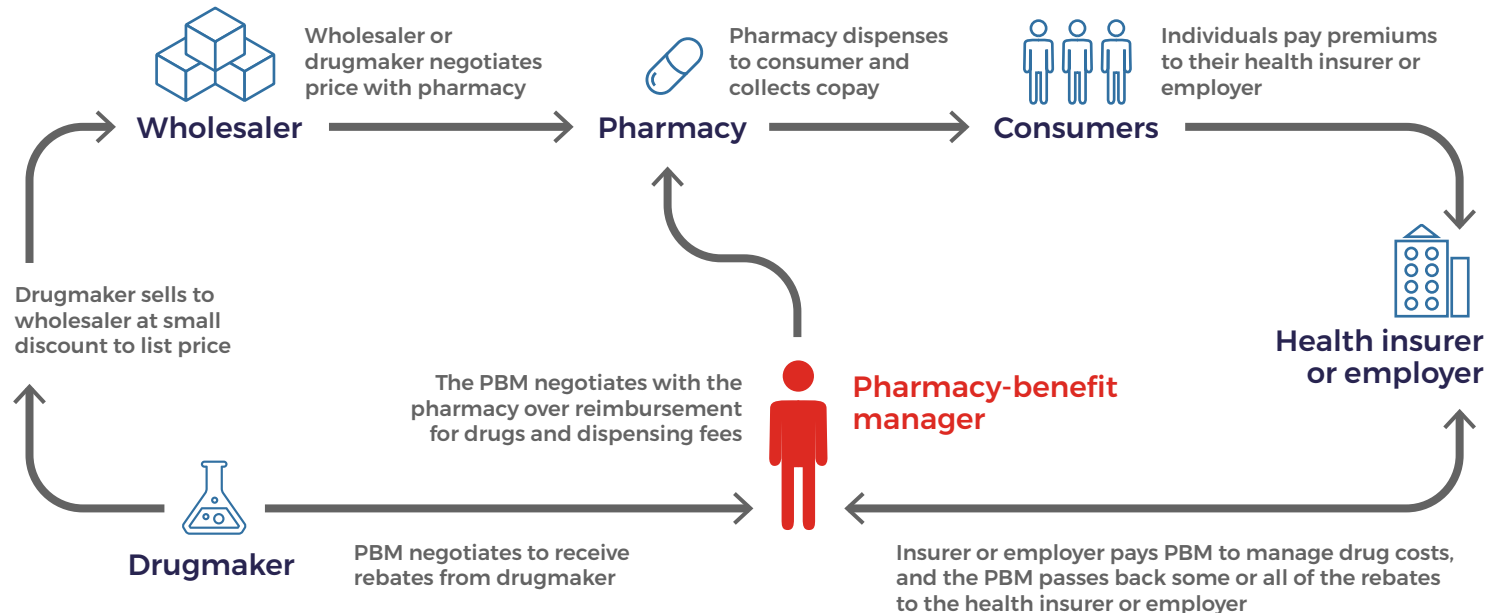 Wholesaler or
drugmaker negotiates
price with pharmacy
Wholesaler
Pharmacy dispenses
to consumer and
collects copay
Pharmacy
Individuals pay premiums
to their health insurer or
employer
Consumers
Drugmaker sells to
wholesaler at small
discount to list price
Health insurer
or employer
The PBM negotiates with the
pharmacy over reimbursement
for drugs and dispensing fees
Pharmacy-benefit
manager
Drugmaker
PBM negotiates to receive
rebates from drugmaker
Insurer or employer pays PBM to manage drug costs,
and the PBM passes back some or all of the rebates
to the health insurer or employer